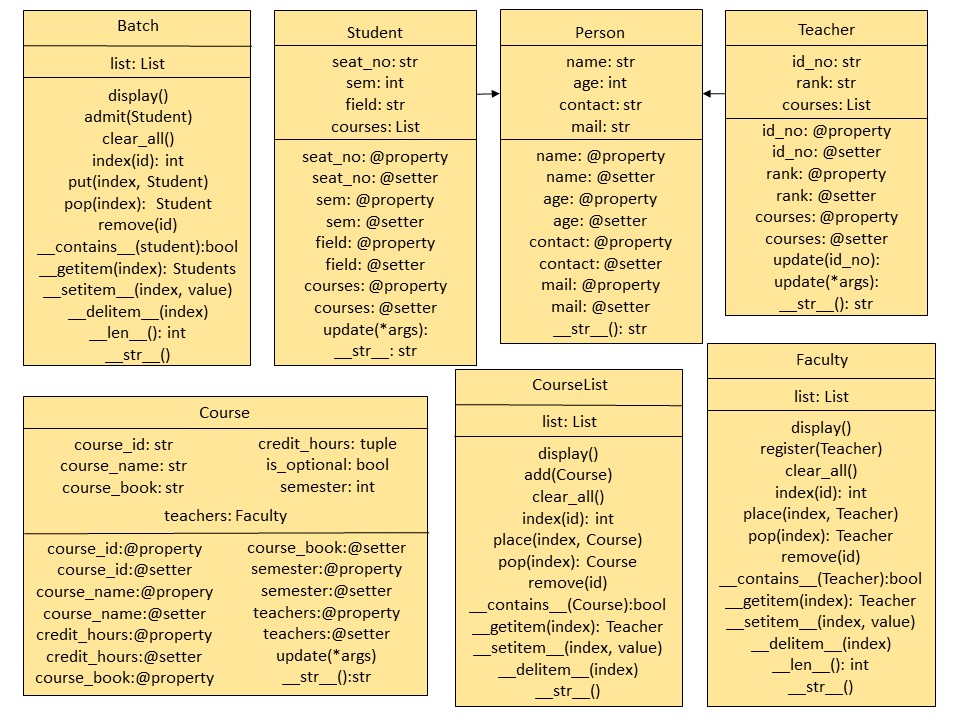 Batch
list: List
display()
admit(Student)
clear_all()
index(id): int
put(index, Student)
pop(index):  Student
remove(id)
__contains__(student):bool
__getitem(index): Students
__setitem__(index, value)
__delitem__(index)
__len__(): int
__str__()
Student
seat_no: str
sem: int
field: str
courses: List
seat_no: @property
seat_no: @setter
sem: @property
sem: @setter
field: @property
field: @setter
courses: @property
courses: @setter
update(*args):
__str__: str
Person
name: str
age: int
contact: str
mail: str
name: @property
name: @setter
age: @property
age: @setter
contact: @property
contact: @setter
mail: @property
mail: @setter
__str__(): str
Teacher
id_no: str
rank: str
courses: List
id_no: @property
id_no: @setter
rank: @property
rank: @setter
courses: @property
courses: @setter
update(id_no):
update(*args):
__str__(): str
Course
course_id: str
course_name: str
course_book: str
credit_hours: tuple
is_optional: bool
semester: int
teachers: Faculty
course_id:@property
course_id:@setter
course_name:@propery
course_name:@setter
credit_hours:@property
credit_hours:@setter
course_book:@property
course_book:@setter
semester:@property
semester:@setter
teachers:@property
teachers:@setter
update(*args)
__str__():str
CourseList
list: List
display()
add(Course)
clear_all()
index(id): int
place(index, Course)
pop(index): Course
remove(id)
__contains__(Course):bool
__getitem(index): Teacher
__setitem__(index, value)
__delitem__(index)
__str__()
Faculty
list: List
display()
register(Teacher)
clear_all()
index(id): int
place(index, Teacher)
pop(index): Teacher
remove(id)
__contains__(Teacher):bool
__getitem(index): Teacher
__setitem__(index, value)
__delitem__(index)
__len__(): int
__str__()